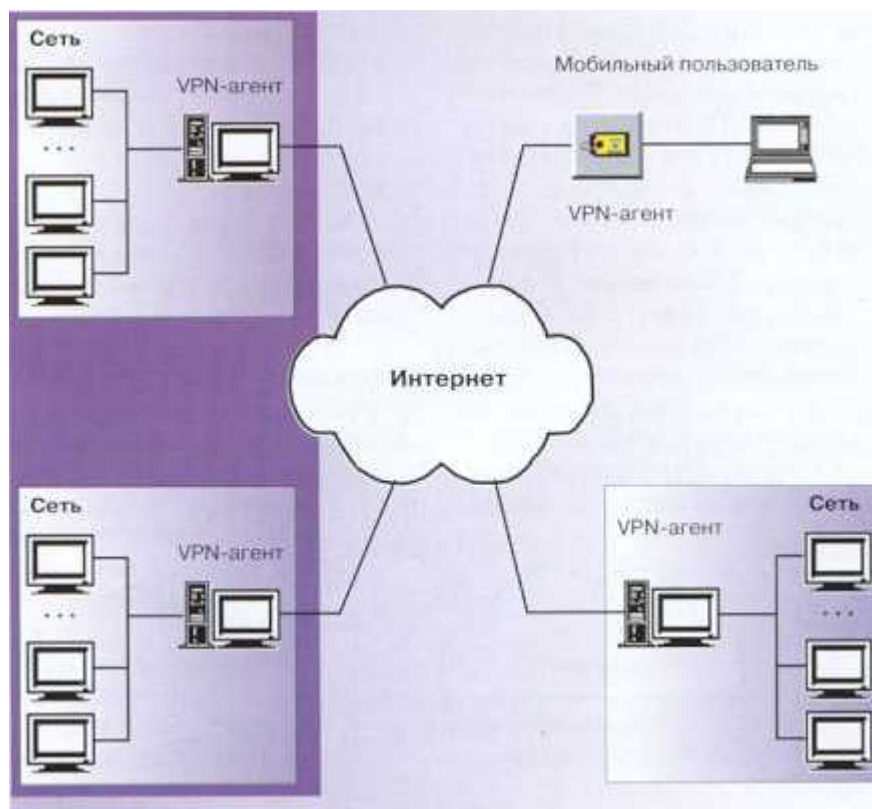 Сеть
VPN-агент
. . .
Мобильный пользователь
VPN-агент
Интернет
Сеть
VPN-агент
. . .
VPN-агент
Сеть
. . .